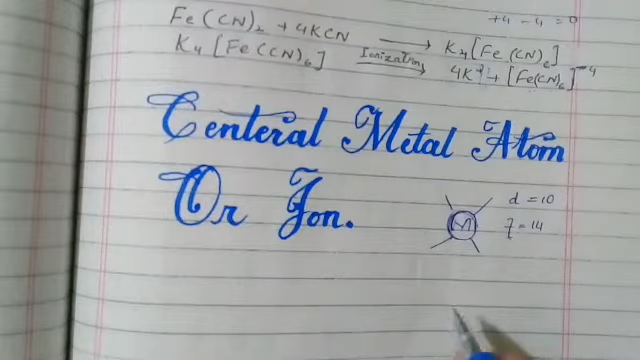 +4 - 4 = 0
Fe(CN)₂ + 4KCN ⟶ K₄[Fe(CN)₆]
K₄[Fe(CN)₆] Ionization⟶ 4K⁺¹ + [Fe(CN)₆]⁻⁴
Centeral Metal Atom
Or Ion.
d = 10
M f = 14